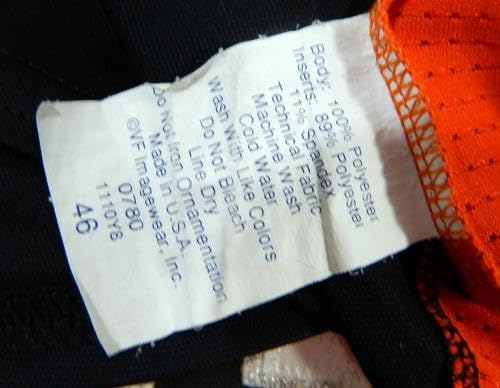 Body: 100% Polyester
Inserts: 89% Polyester
11% Spandex
Technical Fabric
Machine Wash
Cold Water
Wash With Like Colors
Do Not Bleach
Line Dry
Do Not Iron Ornamentation
Made in U.S.A.
©VF Imagewear, Inc.
0780
1110Y6
46